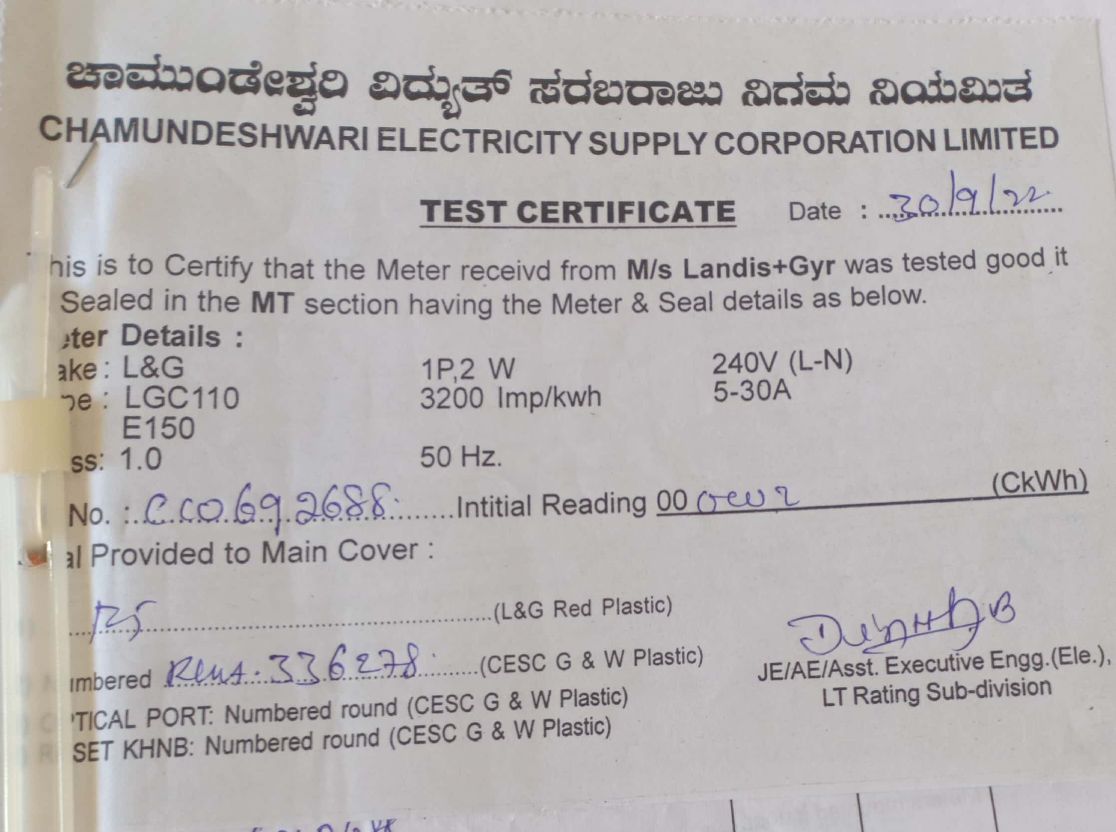 ಚಾಮುಂಡೇಶ್ವರಿ ವಿದ್ಯುತ್ ಸರಬರಾಜು ನಿಗಮ ನಿಯಮಿತ
CHAMUNDESHWARI ELECTRICITY SUPPLY CORPORATION LIMITED
TEST CERTIFICATE Date : 30/9/22
his is to Certify that the Meter receivd from M/s Landis+Gyr was tested good it
Sealed in the MT section having the Meter & Seal details as below.
ter Details :
ake : L&G 1P,2 W 240V (L-N)
pe : LGC110 3200 Imp/kwh 5-30A
E150
ss: 1.0 50 Hz.
No. : CC0692688 Intitial Reading 00 (CkWh)
al Provided to Main Cover :
(L&G Red Plastic)
umbered 336278 (CESC G & W Plastic)
TICAL PORT: Numbered round (CESC G & W Plastic)
SET KHNB: Numbered round (CESC G & W Plastic)
JE/AE/Asst. Executive Engg.(Ele.),
LT Rating Sub-division